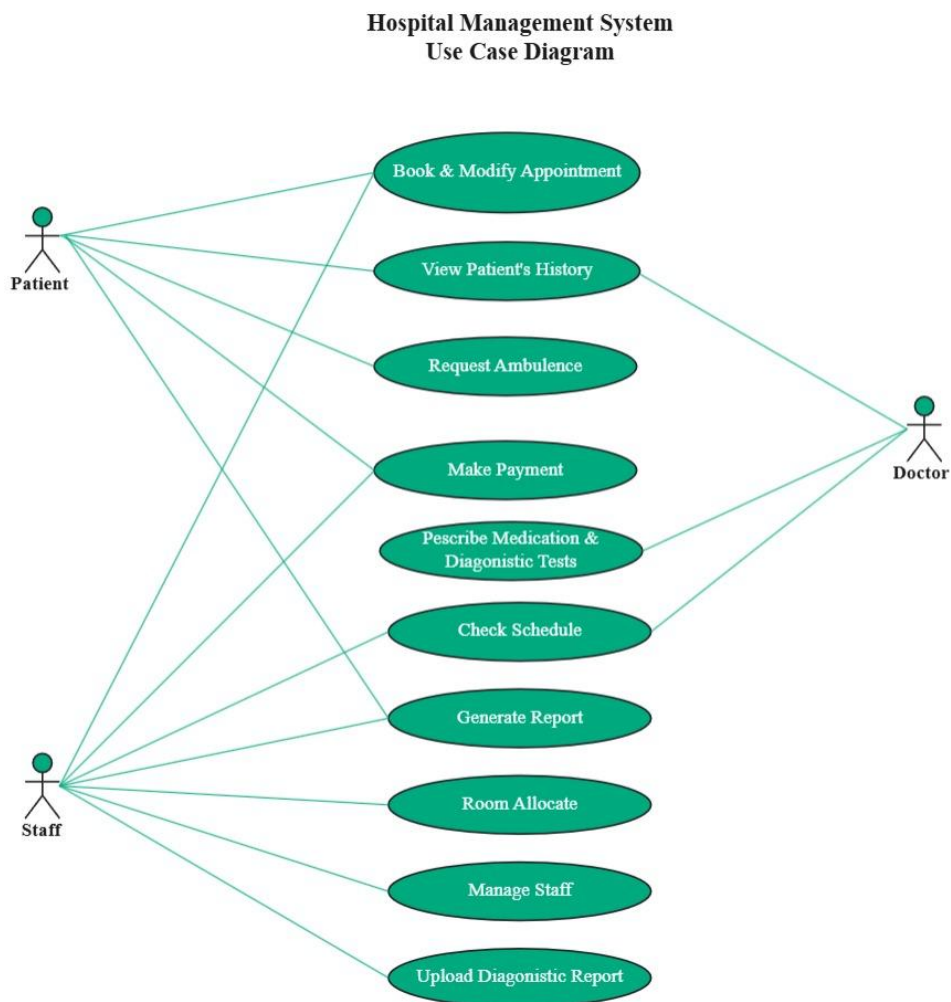 Hospital Management System
Use Case Diagram
Book & Modify Appointment
Patient
View Patient's History
Request Ambulence
Doctor
Make Payment
Pescribe Medication &
Diagonistic Tests
Check Schedule
Generate Report
Staff
Room Allocate
Manage Staff
Upload Diagonistic Report